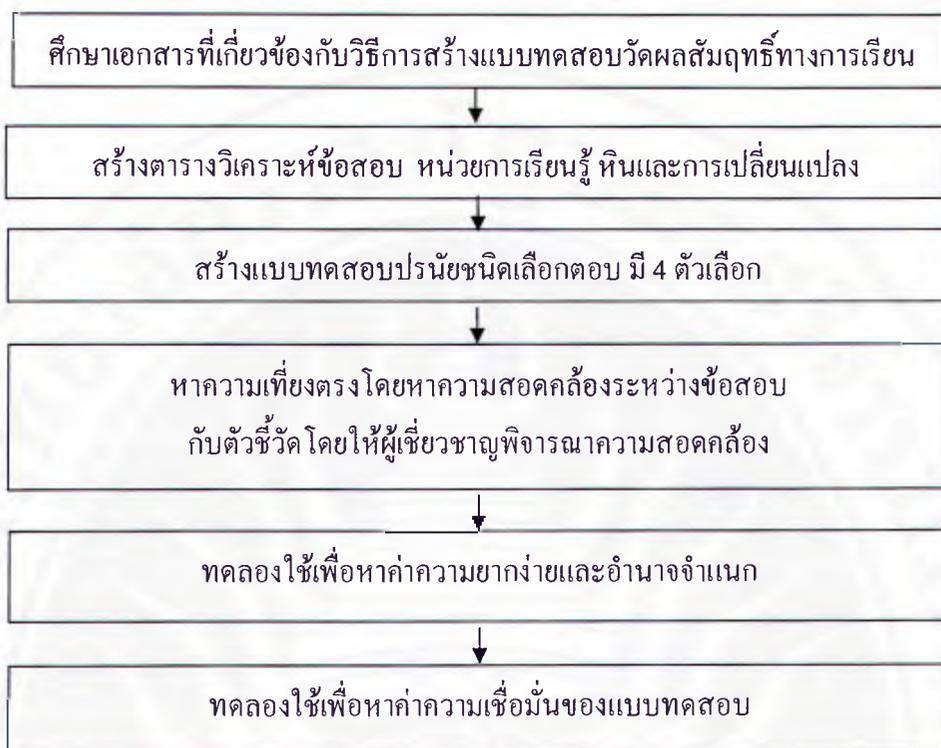 ศึกษาเอกสารที่เกี่ยวข้องกับวิธีการสร้างแบบทดสอบวัดผลสัมฤทธิ์ทางการเรียน
สร้างตารางวิเคราะห์ข้อสอบ หน่วยการเรียนรู้ หินและการเปลี่ยนแปลง
สร้างแบบทดสอบปรนัยชนิดเลือกตอบ มี 4 ตัวเลือก
หาความเที่ยงตรงโดยหาความสอดคล้องระหว่างข้อสอบ
กับตัวชี้วัดโดยให้ผู้เชี่ยวชาญพิจารณาความสอดคล้อง
ทดลองใช้เพื่อหาค่าความยากง่ายและอำนาจจำแนก
ทดลองใช้เพื่อหาค่าความเชื่อมั่นของแบบทดสอบ